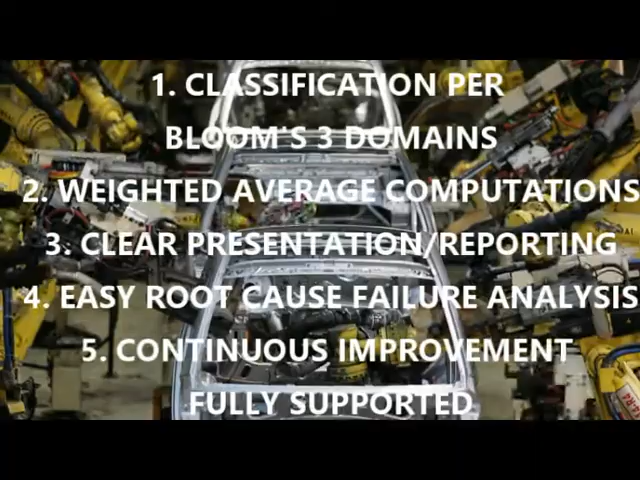 1. CLASSIFICATION PER
BLOOM'S 3 DOMAINS
2. WEIGHTED AVERAGE COMPUTATIONS
3. CLEAR PRESENTATION/REPORTING
4. EASY ROOT CAUSE FAILURE ANALYSIS
5. CONTINUOUS IMPROVEMENT
FULLY SUPPORTED